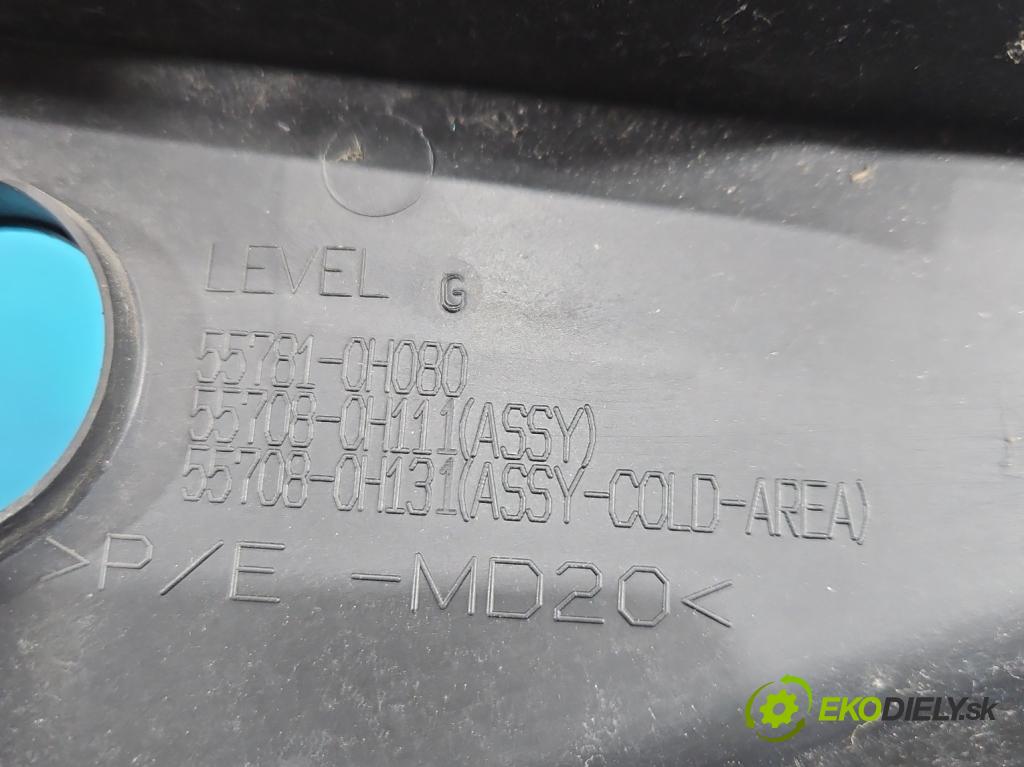 LEVEL G
55781-0H080
55708-0H111(ASSY)
55708-0H131(ASSY-COLD-AREA)
>P/E -MD20<
EKODIELY.sk